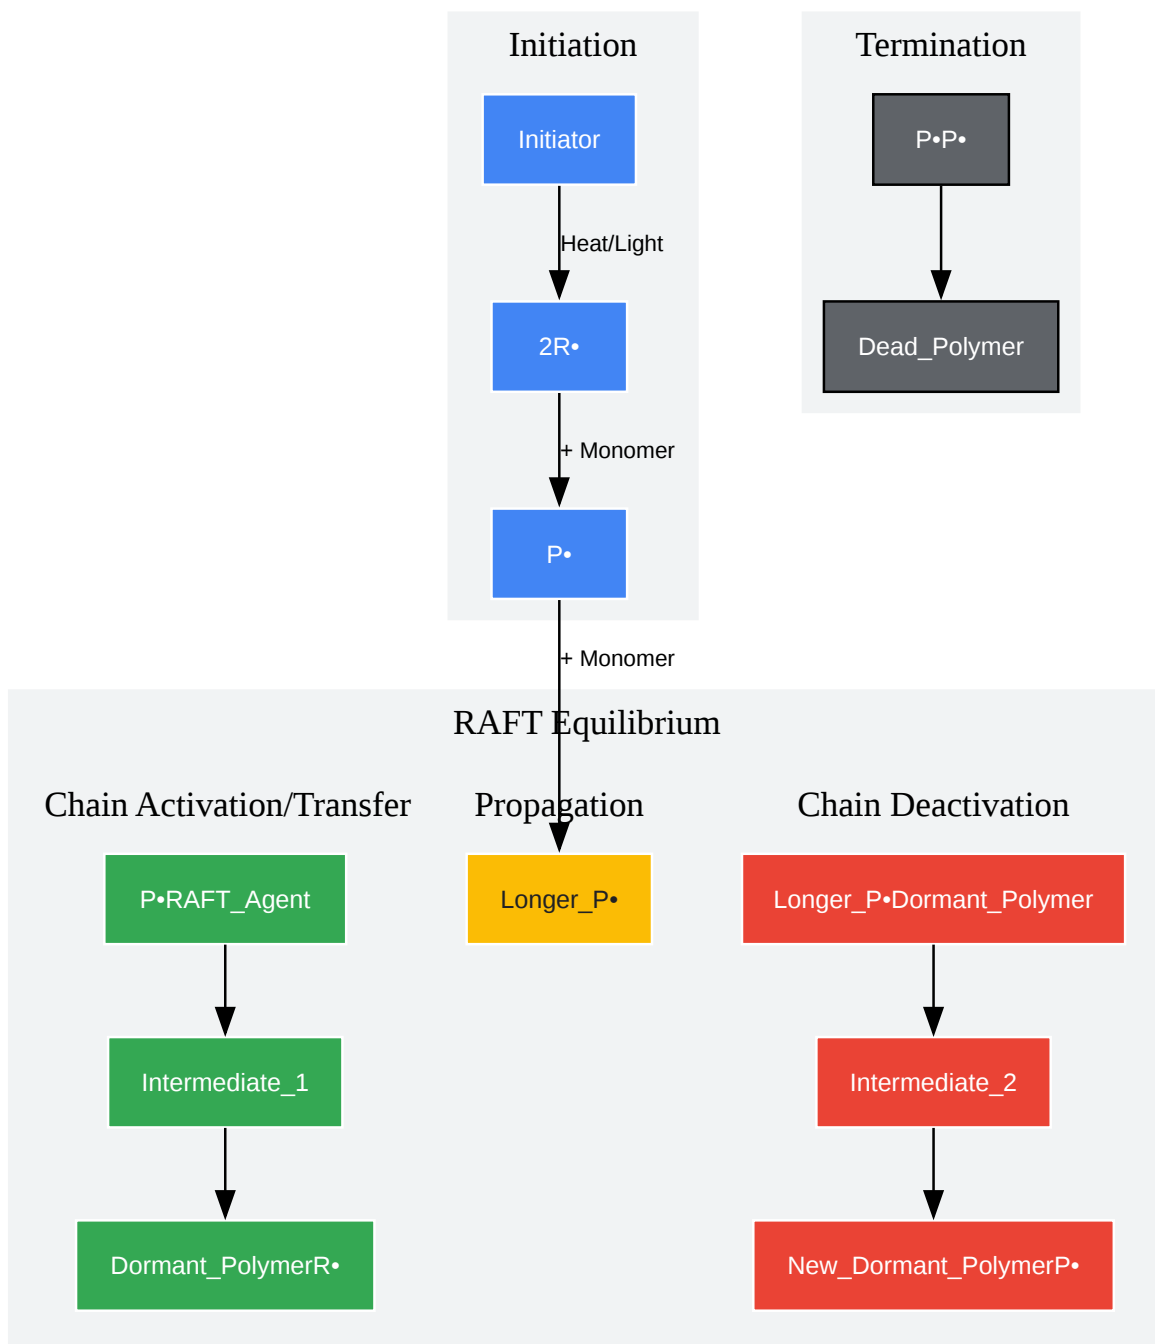 Initiation
Initiator
Heat/Light
2R•
+ Monomer
P•
+ Monomer
Termination
P•P•
Dead_Polymer
RAFT Equilibrium
Chain Activation/Transfer
P•RAFT_Agent
Intermediate_1
Dormant_PolymerR•
Propagation
Longer_P•
Chain Deactivation
Longer_P•Dormant_Polymer
Intermediate_2
New_Dormant_PolymerP•